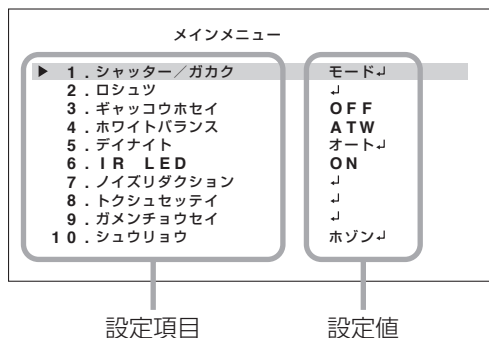 メインメニュー
▶ 1．シャッター／ガカク モード↲
2．ロシュツ ↲
3．ギャッコウホセイ OFF
4．ホワイトバランス ATW
5．デイナイト オート↲
6．IR LED ON
7．ノイズリダクション ↲
8．トクシュセッテイ ↲
9．ガメンチョウセイ ↲
10．シュウリョウ ホゾン↲
設定項目 設定値